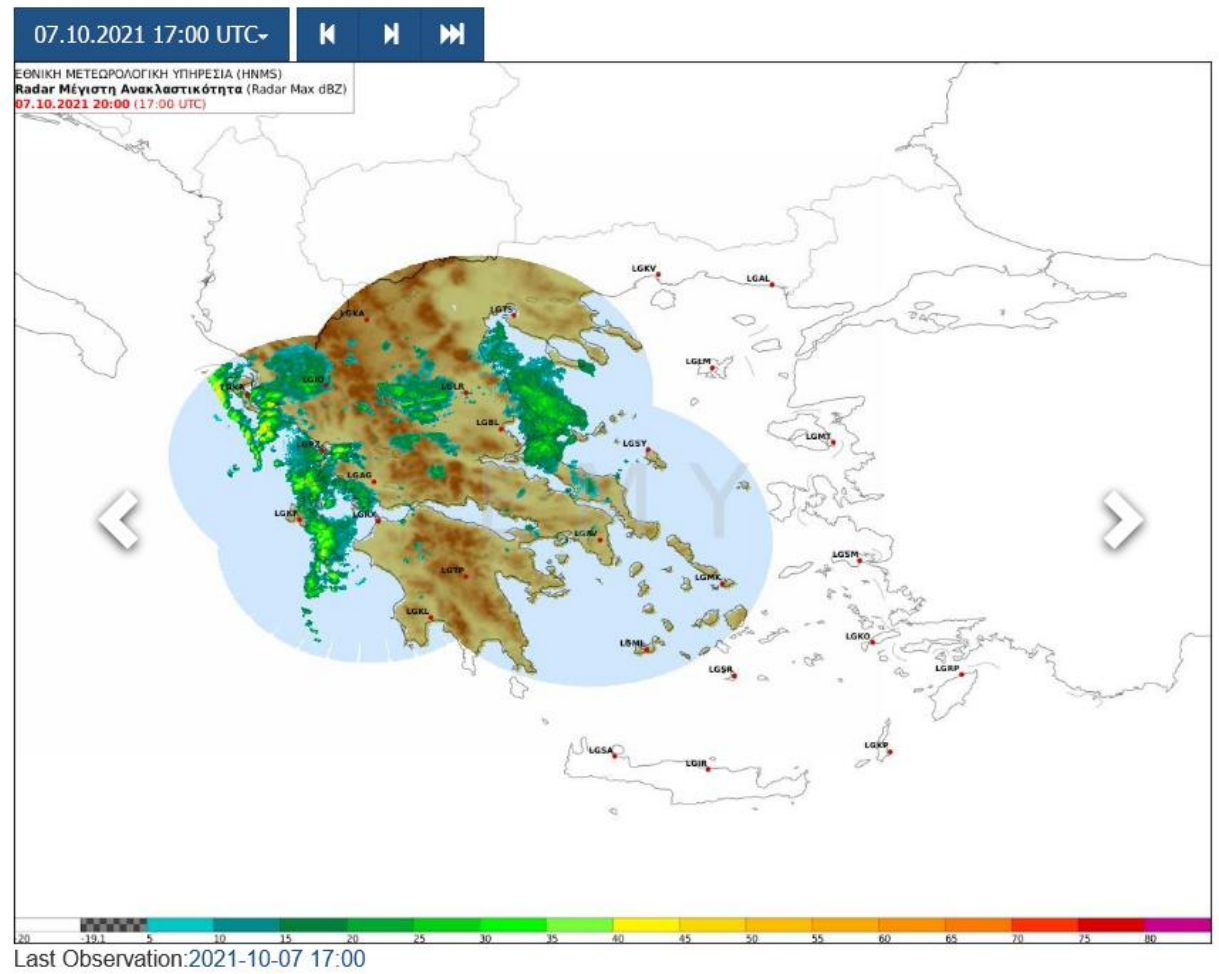 07.10.2021 17:00 UTC
ΕΘΝΙΚΗ ΜΕΤΕΩΡΟΛΟΓΙΚΗ ΥΠΗΡΕΣΙΑ (HNMS)
Radar Μέγιστη Ανακλαστικότητα (Radar Max dBZ)
07.10.2021 20:00 (17:00 UTC)
LGKV
LGAL
LGTS
LGKA
LGLM
LGIO
LGKR
LGLR
LGBL
LGMT
LGSY
LGPZ
LGAG
EMY
LGKF
LGRX
LGAV
LGSM
LGTP
LGMK
LGKL
LGKO
LGML
LGSR
LGRP
LGKP
LGSA
LGIR
-20 -19.1 5 10 15 20 25 30 35 40 45 50 55 60 65 70 75 80
Last Observation:2021-10-07 17:00